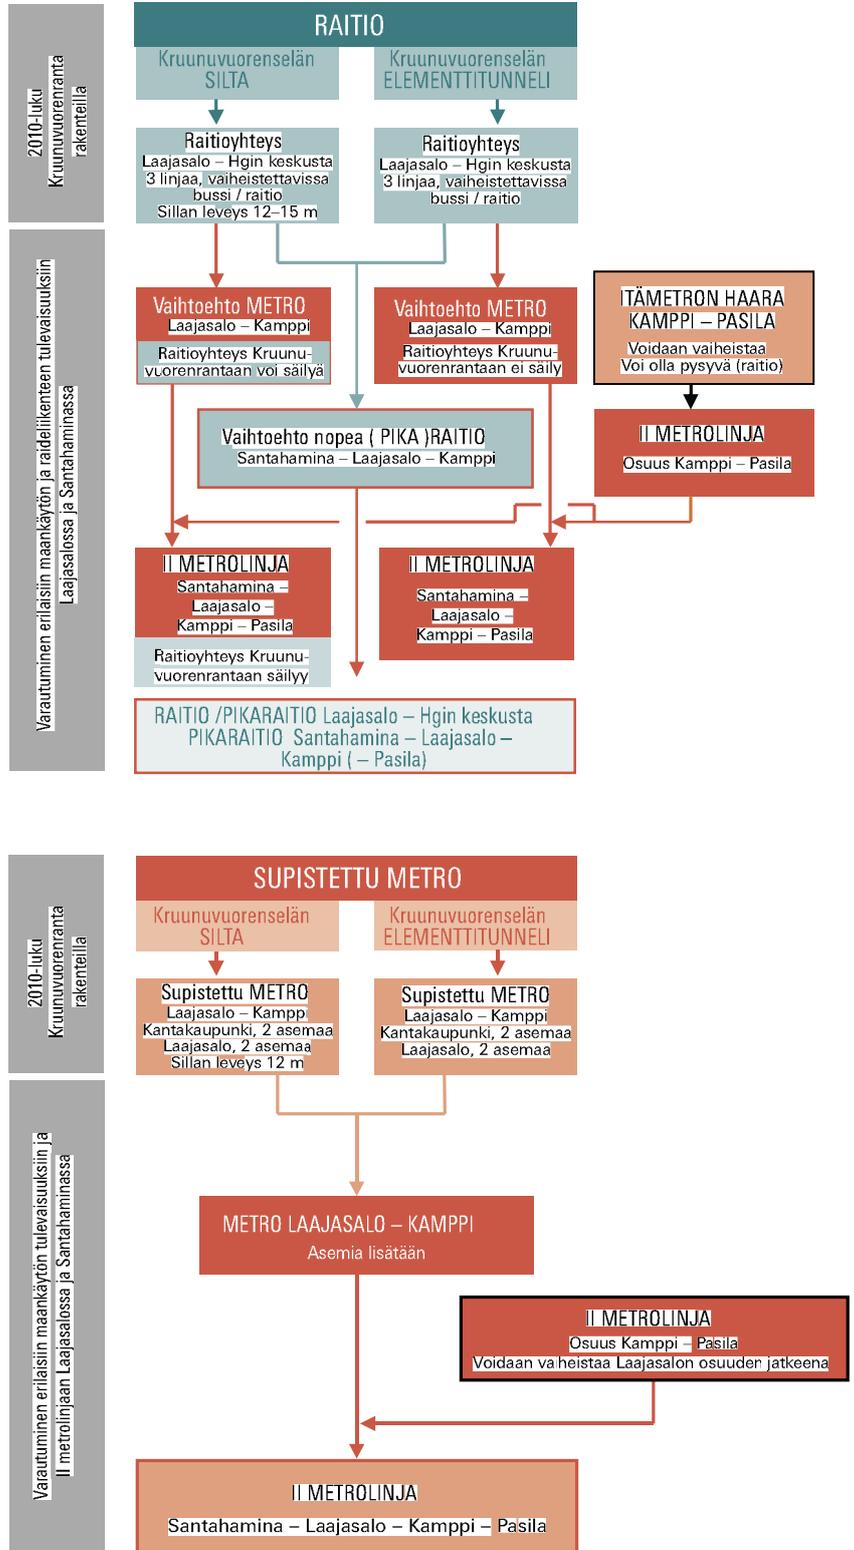 RAITIO
2010-luku
Kruunuvuorenranta
rakenteilla
Kruunuvuorenselän
SILTA
Kruunuvuorenselän
ELEMENTTITUNNELI
Raitioyhteys
Laajasalo – Hgin keskusta
3 linjaa, vaiheistettavissa
bussi / raitio
Sillan leveys 12–15 m
Raitioyhteys
Laajasalo – Hgin keskusta
3 linjaa, vaiheistettavissa
bussi / raitio
Varautuminen erilaisiin maankäytön ja raideliikenteen tulevaisuuksiin
Laajasalossa ja Santahaminassa
Vaihtoehto METRO
Laajasalo – Kamppi
Raitioyhteys Kruunu-
vuorenrantaan voi säilyä
Vaihtoehto METRO
Laajasalo – Kamppi
Raitioyhteys Kruunu-
vuorenrantaan ei säily
ITÄMETRON HAARA
KAMPPI – PASILA
Voidaan vaiheistaa
Voi olla pysyvä (raitio)
Vaihtoehto nopea ( PIKA )RAITIO
Santahamina – Laajasalo – Kamppi
II METROLINJA
Osuus Kamppi – Pasila
II METROLINJA
Santahamina –
Laajasalo –
Kamppi – Pasila
Raitioyhteys Kruunu-
vuorenrantaan säilyy
II METROLINJA
Santahamina –
Laajasalo –
Kamppi – Pasila
RAITIO /PIKARAITIO Laajasalo – Hgin keskusta
PIKARAITIO Santahamina – Laajasalo –
Kamppi ( – Pasila)
SUPISTETTU METRO
2010-luku
Kruunuvuorenranta
rakenteilla
Kruunuvuorenselän
SILTA
Kruunuvuorenselän
ELEMENTTITUNNELI
Supistettu METRO
Laajasalo – Kamppi
Kantakaupunki, 2 asemaa
Laajasalo, 2 asemaa
Sillan leveys 12 m
Supistettu METRO
Laajasalo – Kamppi
Kantakaupunki, 2 asemaa
Laajasalo, 2 asemaa
Varautuminen erilaisiin maankäytön tulevaisuuksiin ja
II metrolinjaan Laajasalossa ja Santahaminassa
METRO LAAJASALO – KAMPPI
Asemia lisätään
II METROLINJA
Osuus Kamppi – Pasila
Voidaan vaiheistaa Laajasalon osuuden jatkeena
II METROLINJA
Santahamina – Laajasalo – Kamppi – Pasila